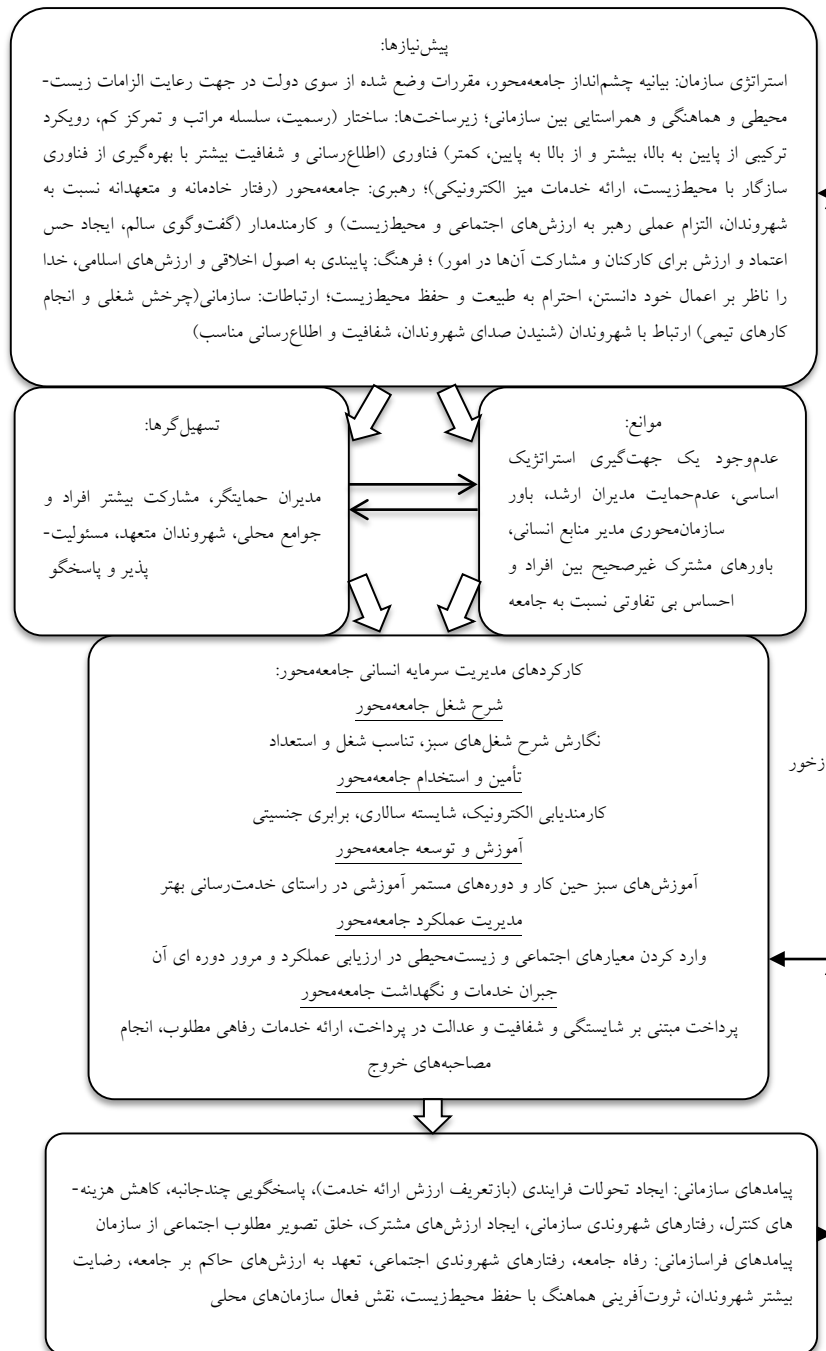 پیش‌نیازها:
استراتژی سازمان: بیانیه چشم‌انداز جامعه‌محور، مقررات وضع شده از سوی دولت در جهت رعایت الزامات زیست-
محیطی و هماهنگی و همراستایی بین سازمانی؛ زیرساخت‌ها: ساختار (رسمیت، سلسله مراتب و تمرکز کم، رویکرد
ترکیبی از پایین به بالا، بیشتر و از بالا به پایین، کمتر) فناوری (اطلاع‌رسانی و شفافیت بیشتر با بهره‌گیری از فناوری
سازگار با محیط‌زیست، ارائه خدمات میز الکترونیکی)؛ رهبری: جامعه‌محور (رفتار خادمانه و متعهدانه نسبت به
شهروندان، التزام عملی رهبر به ارزش‌های اجتماعی و محیط‌زیست) و کارمندمدار (گفت‌وگوی سالم، ایجاد حس
اعتماد و ارزش برای کارکنان و مشارکت آن‌ها در امور) ؛ فرهنگ: پایبندی به اصول اخلاقی و ارزش‌های اسلامی، خدا
را ناظر بر اعمال خود دانستن، احترام به طبیعت و حفظ محیط‌زیست؛ ارتباطات: سازمانی(چرخش شغلی و انجام
کارهای تیمی) ارتباط با شهروندان (شنیدن صدای شهروندان، شفافیت و اطلاع‌رسانی مناسب)
موانع:
عدم‌وجود یک جهت‌گیری استراتژیک
اساسی، عدم‌حمایت مدیران ارشد، باور
سازمان‌محوری مدیر منابع انسانی،
باورهای مشترک غیرصحیح بین افراد و
احساس بی تفاوتی نسبت به جامعه
تسهیل‌گرها:
مدیران حمایتگر، مشارکت بیشتر افراد و
جوامع محلی، شهروندان متعهد، مسئولیت-
پذیر و پاسخگو
کارکردهای مدیریت سرمایه انسانی جامعه‌محور:
شرح شغل جامعه‌محور
نگارش شرح شغل‌های سبز، تناسب شغل و استعداد
تأمین و استخدام جامعه‌محور
کارمندیابی الکترونیک، شایسته سالاری، برابری جنسیتی
آموزش و توسعه جامعه‌محور
آموزش‌های سبز حین کار و دوره‌های مستمر آموزشی در راستای خدمت‌رسانی بهتر
مدیریت عملکرد جامعه‌محور
وارد کردن معیارهای اجتماعی و زیست‌محیطی در ارزیابی عملکرد و مرور دوره ای آن
جبران خدمات و نگهداشت جامعه‌محور
پرداخت مبتنی بر شایستگی و شفافیت و عدالت در پرداخت، ارائه خدمات رفاهی مطلوب، انجام
مصاحبه‌های خروج
زخور
پیامدهای سازمانی: ایجاد تحولات فرایندی (بازتعریف ارزش ارائه خدمت)، پاسخگویی چندجانبه، کاهش هزینه-
های کنترل، رفتارهای شهروندی سازمانی، ایجاد ارزش‌های مشترک، خلق تصویر مطلوب اجتماعی از سازمان
پیامدهای فراسازمانی: رفاه جامعه، رفتارهای شهروندی اجتماعی، تعهد به ارزش‌های حاکم بر جامعه، رضایت
بیشتر شهروندان، ثروت‌آفرینی هماهنگ با حفظ محیط‌زیست، نقش فعال سازمان‌های محلی